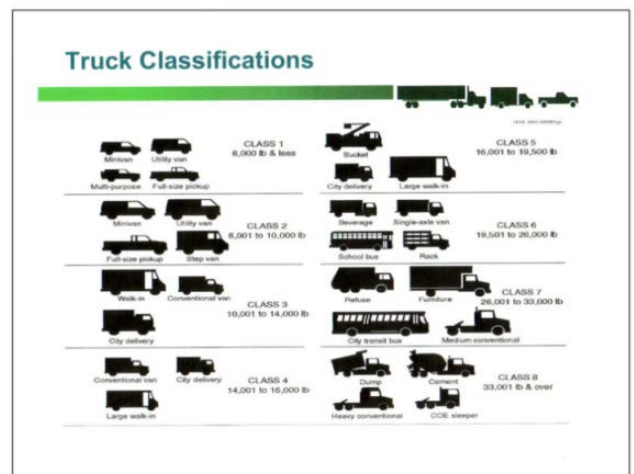 Truck Classifications
CLASS 1
6,000 lb & less
Minivan
Utility van
Multi-purpose
Full-size pickup
CLASS 2
6,001 to 10,000 lb
Minivan
Utility van
Full-size pickup
Step van
CLASS 3
10,001 to 14,000 lb
Walk-in
Conventional van
City delivery
CLASS 4
14,001 to 16,000 lb
Conventional van
City delivery
Large walk-in
CLASS 5
16,001 to 19,500 lb
Bucket
City delivery
Large walk-in
CLASS 6
19,501 to 26,000 lb
Beverage
Single-axle van
School bus
Rack
CLASS 7
26,001 to 33,000 lb
Refuse
Furniture
City transit bus
Medium conventional
CLASS 8
33,001 lb & over
Dump
Cement
Heavy conventional
COE sleeper